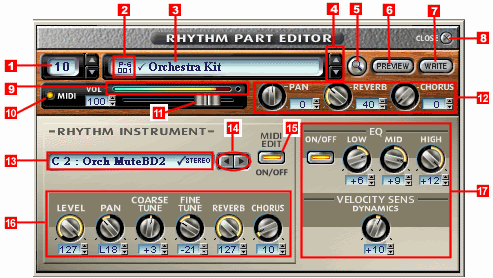 2 3 4 5 6 7
RHYTHM PART EDITOR CLOSE 8
1 10 P-6 001 ✓ Orchestra Kit PREVIEW WRITE
9
10 MIDI VOL 100 11 PAN 0 REVERB 40 CHORUS 0 12
RHYTHM INSTRUMENT 14 MIDI EDIT 15
13 C 2 : Orch MuteBD2 ✓STEREO ON/OFF
ON/OFF EQ LOW MID HIGH
+6 +9 +12
17
16 LEVEL PAN COARSE TUNE FINE TUNE REVERB CHORUS
127 L18 +3 -21 127 10
VELOCITY SENS
DYNAMICS
+10